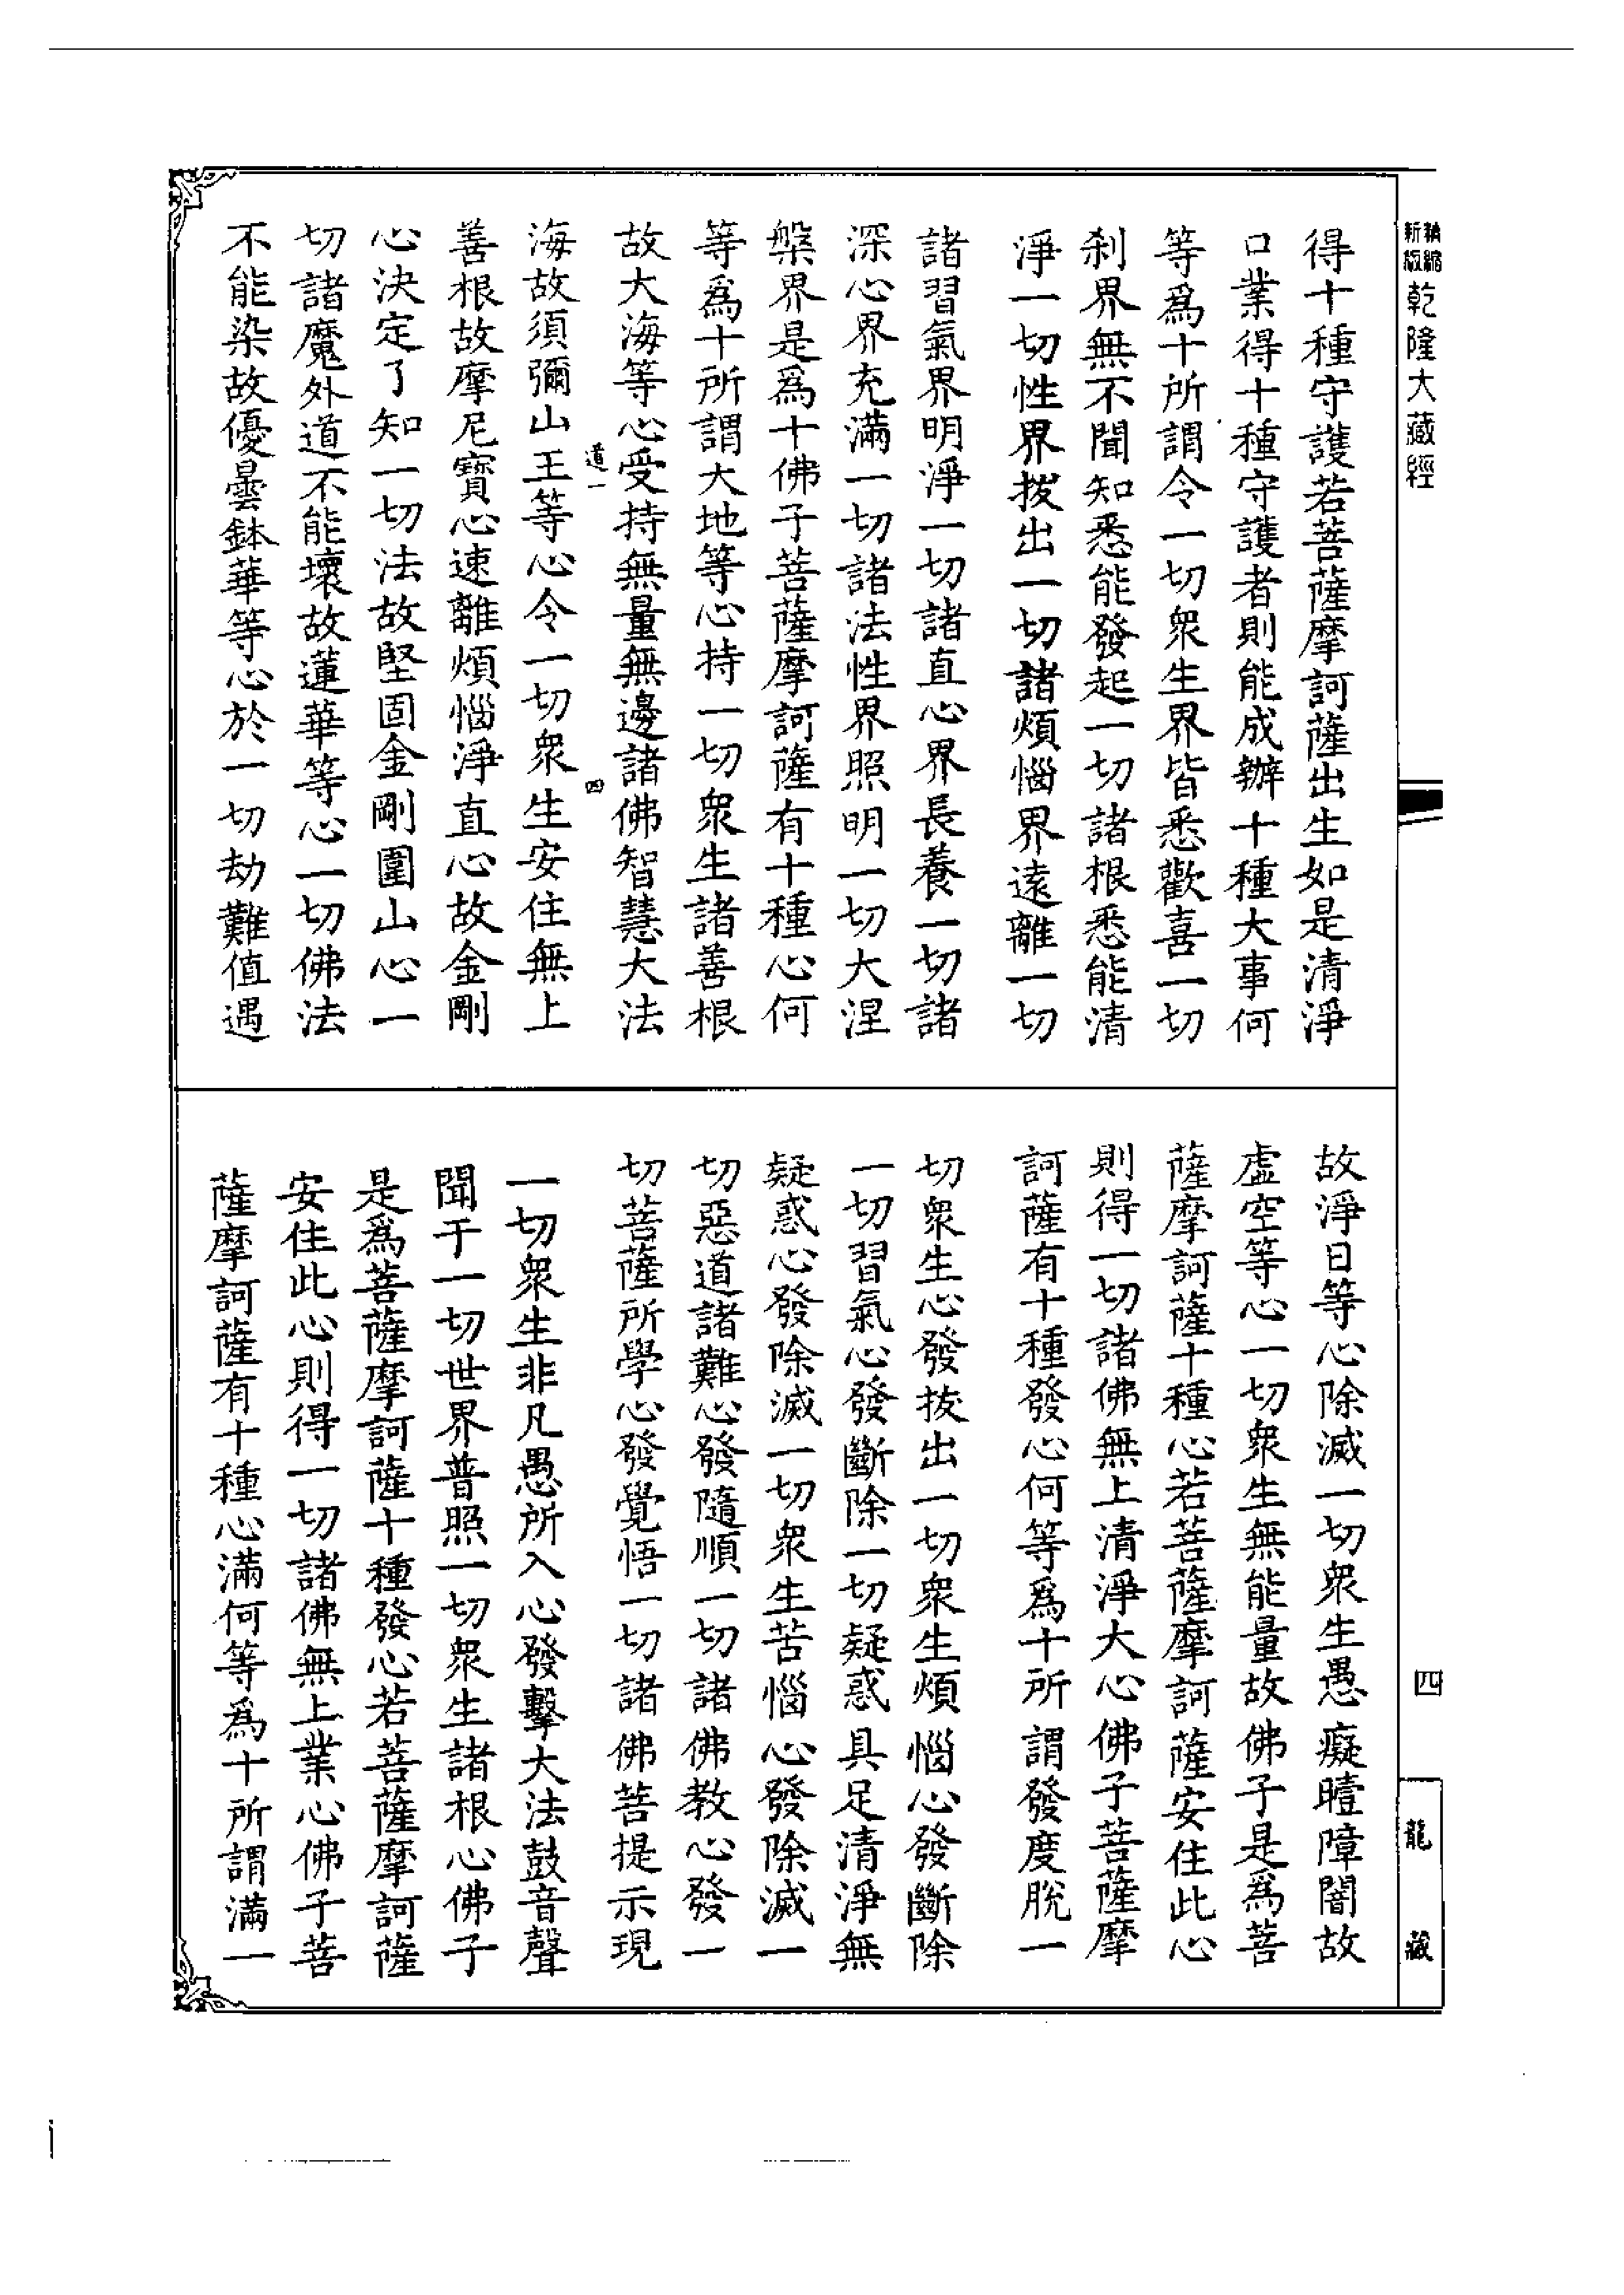 新縮
版編
乾隆大藏經
得十種守護若菩薩摩訶薩出生如是清淨
口業得十種守護者則能成辦十種大事何
等爲十所謂令一切衆生界皆悉歡喜一切
刹界無不聞知悉能發起一切諸根悉能清
淨一切性界拔出一切諸煩惱界遠離一切
諸習氣界明淨一切諸直心界長養一切諸
深心界充滿一切諸法性界照明一切大涅
槃界是爲十佛子菩薩摩訶薩有十種心何
等爲十所謂大地等心持一切衆生諸善根
故大海等心受持無量無邊諸佛智慧大法
道一
四
海故須彌山王等心令一切衆生安住無上
善根故摩尼寶心速離煩惱淨直心故金剛
心決定了知一切法故堅固金剛圍山心一
切諸魔外道不能壞故蓮華等心一切佛法
不能染故優曇鉢華等心於一切劫難值遇
故淨日等心除滅一切衆生愚癡曀障闇故
虛空等心一切衆生無能量故佛子是爲菩
薩摩訶薩十種心若菩薩摩訶薩安住此心
則得一切諸佛無上清淨大心佛子菩薩摩
訶薩有十種發心何等爲十所謂發度脫一
切衆生心發拔出一切衆生煩惱心發斷除
一切習氣心發斷除一切疑惑具足清淨無
疑惑心發除滅一切衆生苦惱心發除滅一
切惡道諸難心發隨順一切諸佛教心發一
切菩薩所學心發覺悟一切諸佛菩提示現
一切衆生非凡愚所入心發擊大法鼓音聲
聞于一切世界普照一切衆生諸根心佛子
是爲菩薩摩訶薩十種發心若菩薩摩訶薩
安住此心則得一切諸佛無上業心佛子菩
薩摩訶薩有十種心滿何等爲十所謂滿一
四
龍藏